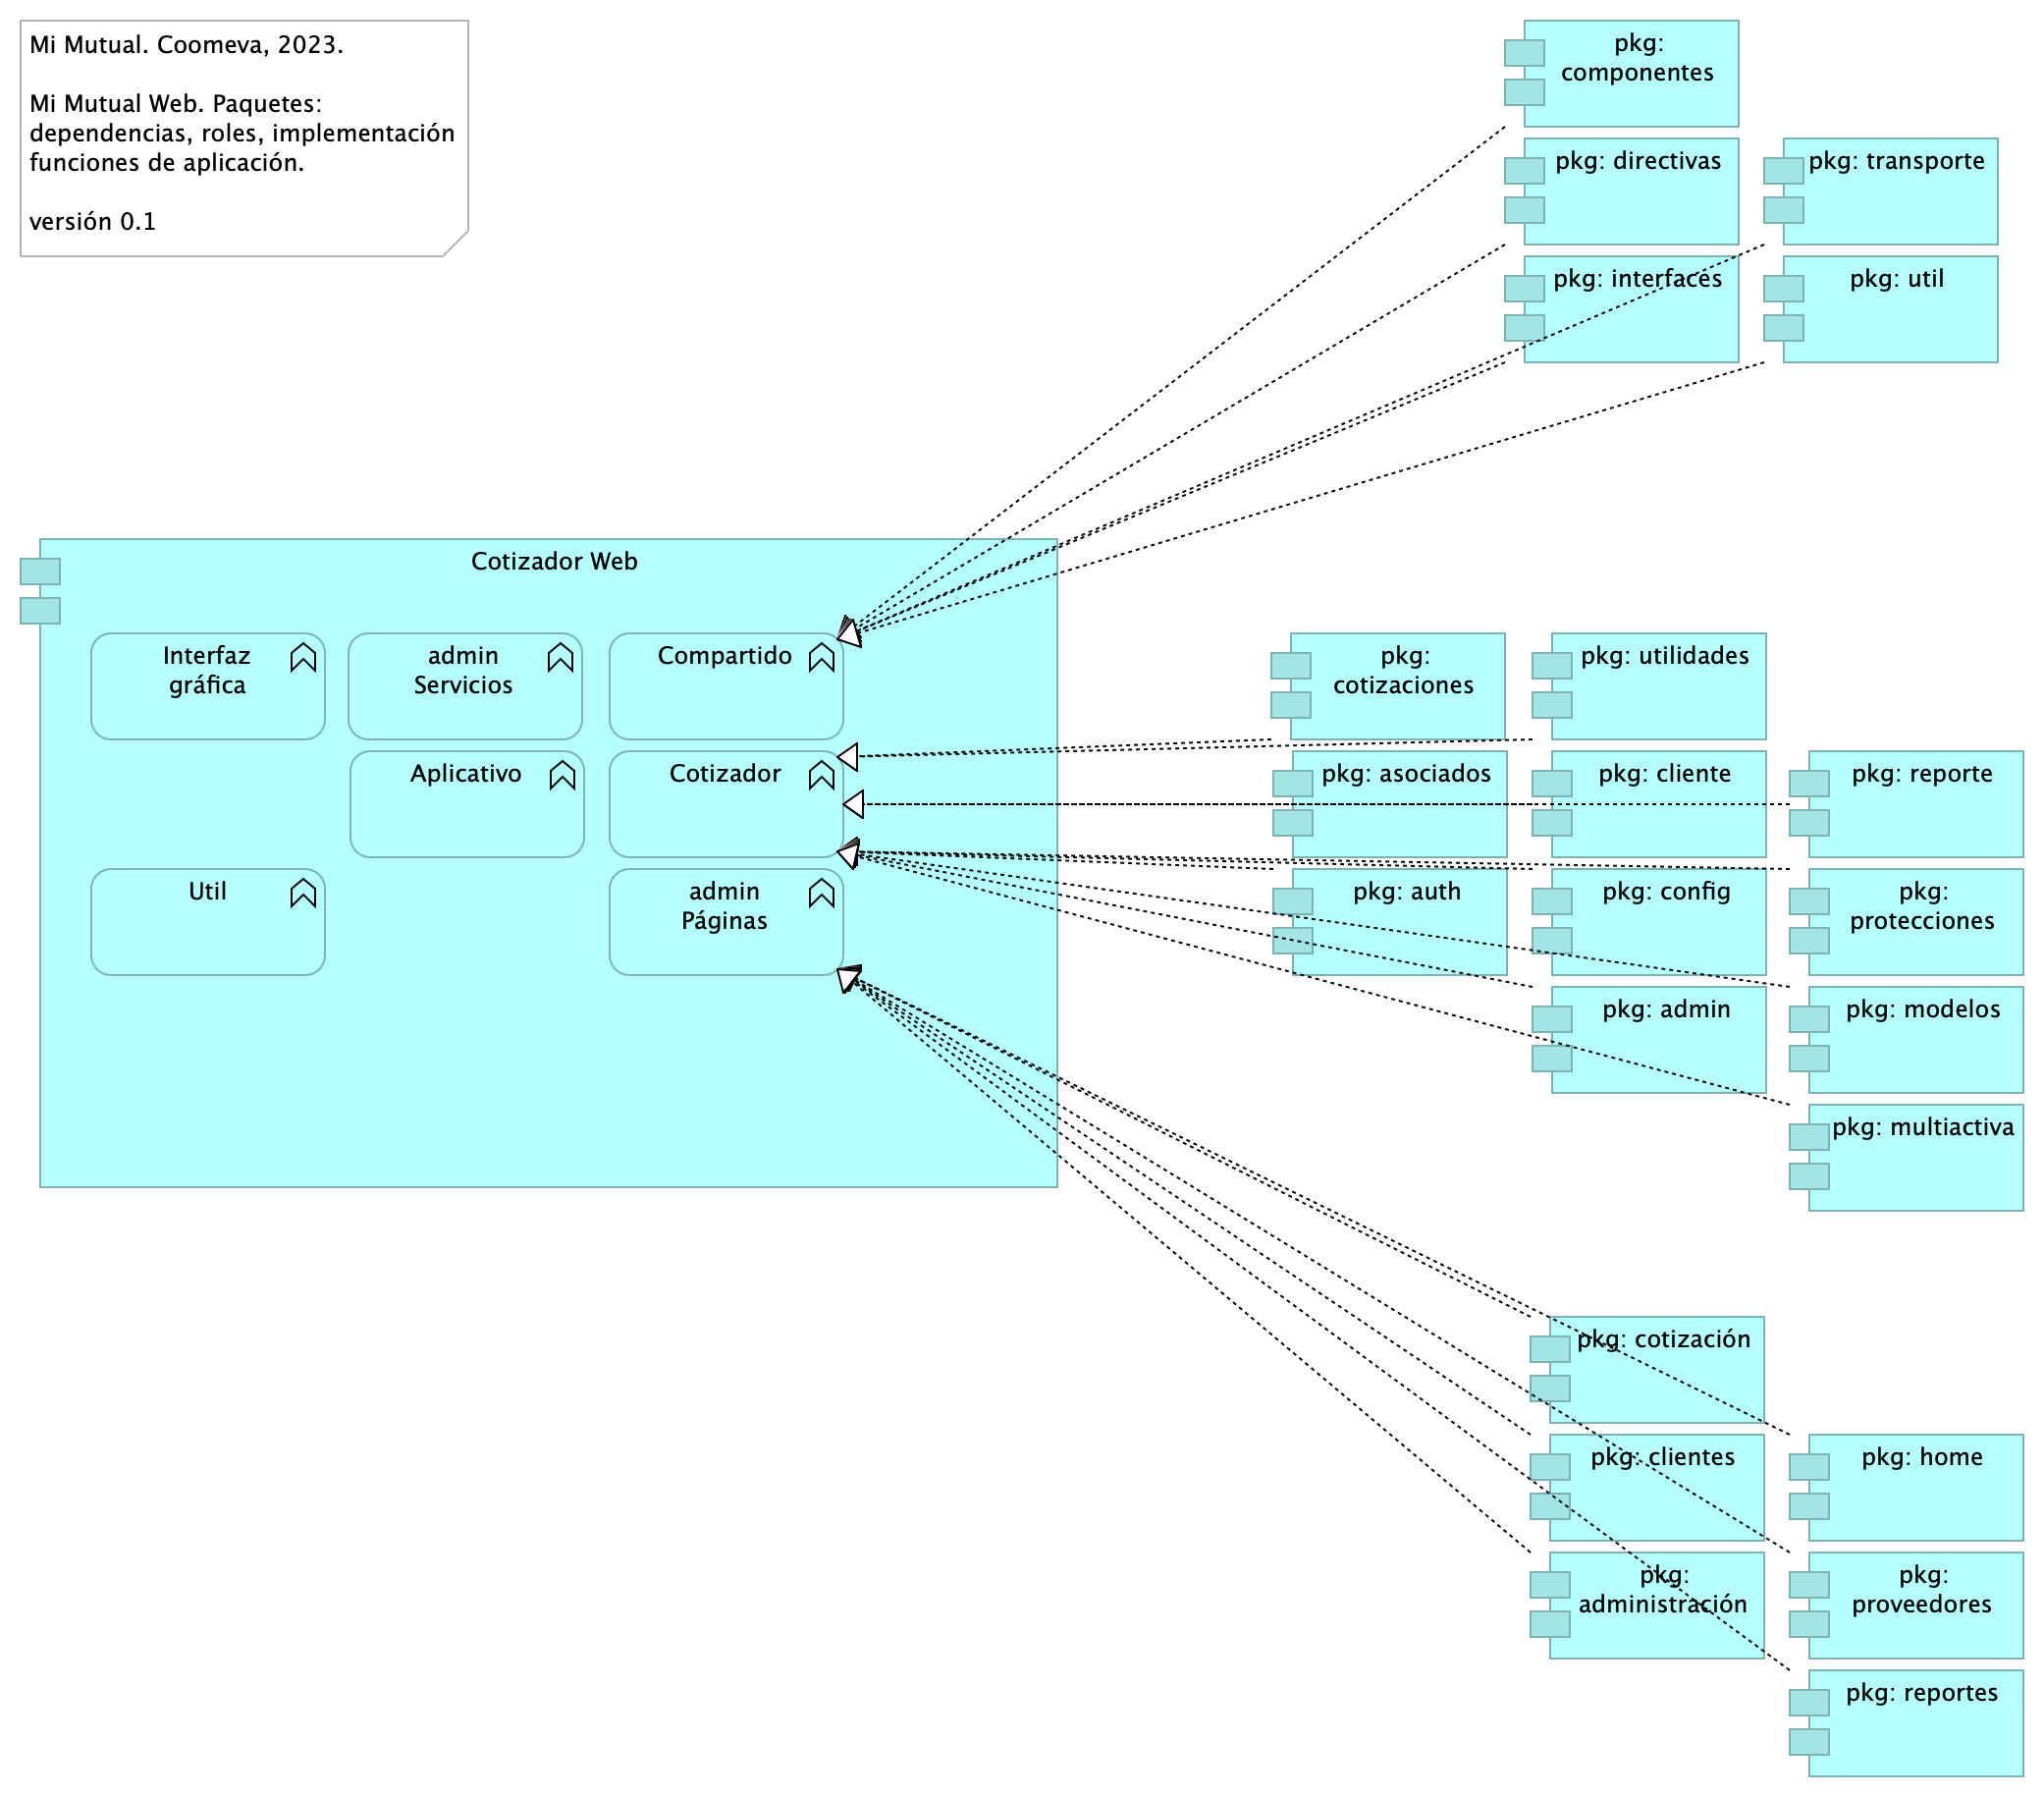 Mi Mutual. Coomeva, 2023.
Mi Mutual Web. Paquetes:
dependencias, roles, implementación
funciones de aplicación.
versión 0.1
pkg:
componentes
pkg: directivas
pkg: transporte
pkg: interfaces
pkg: util
Cotizador Web
Interfaz
gráfica
admin
Servicios
Compartido
Aplicativo
Cotizador
Util
admin
Páginas
pkg:
cotizaciones
pkg: utilidades
pkg: asociados
pkg: cliente
pkg: reporte
pkg: auth
pkg: config
pkg:
protecciones
pkg: admin
pkg: modelos
pkg: multiactiva
pkg: cotización
pkg: clientes
pkg: home
pkg:
administración
pkg:
proveedores
pkg: reportes